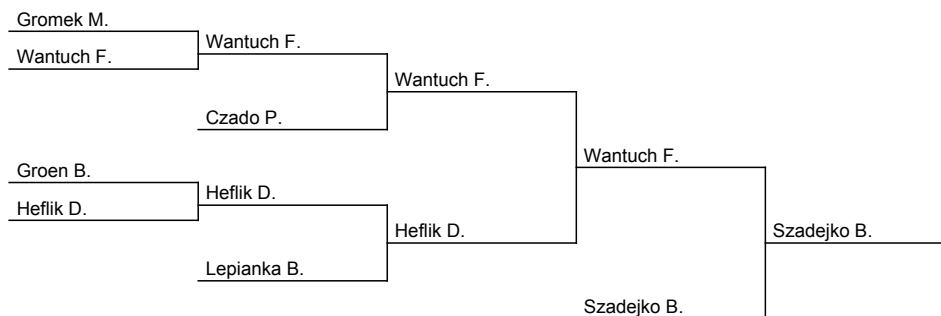 Gromek M.
Wantuch F.
Wantuch F.
Wantuch F.
Czado P.
Wantuch F.
Groen B.
Heflik D.
Heflik D.
Heflik D.
Szadejko B.
Lepianka B.
Szadejko B.